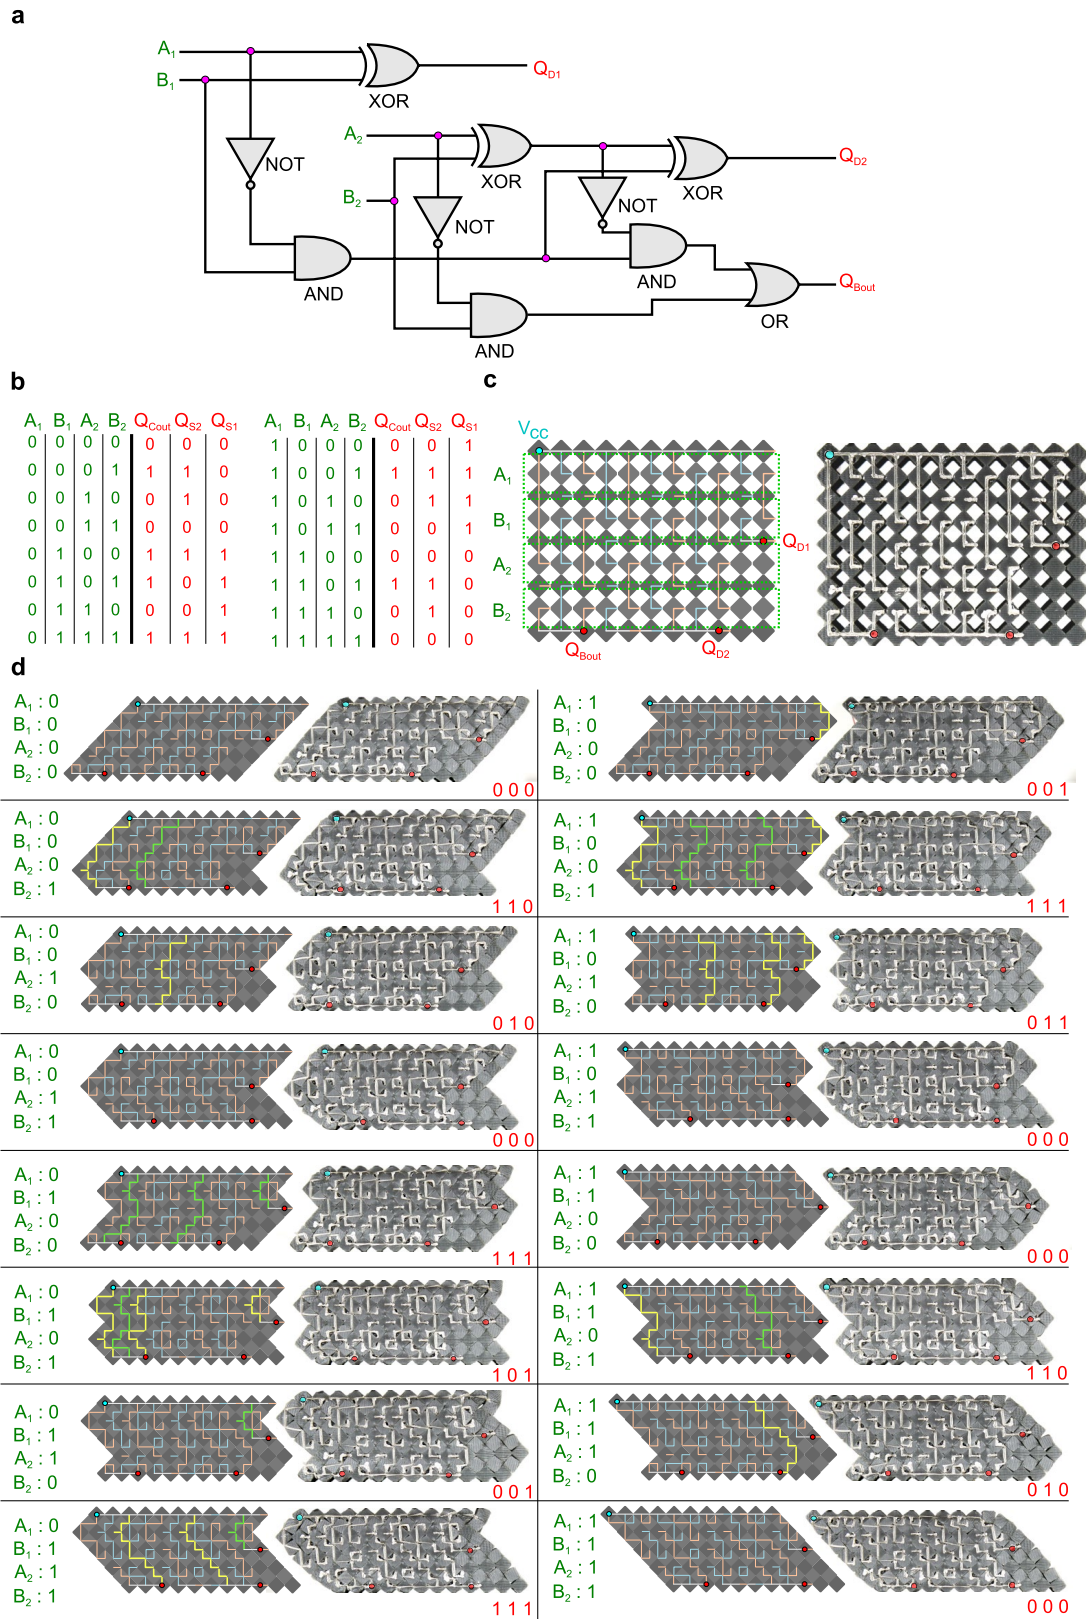 a
A1
B1
XOR
QD1
NOT
A2
B2
XOR
NOT
AND
NOT
XOR
QD2
AND
AND
OR
QBout
b
A1 B1 A2 B2 QCout QS2 QS1
0 0 0 0 0 0 0
0 0 0 1 1 1 0
0 0 1 0 0 1 0
0 0 1 1 0 0 0
0 1 0 0 1 1 1
0 1 0 1 1 0 1
0 1 1 0 0 0 1
0 1 1 1 1 1 1
A1 B1 A2 B2 QCout QS2 QS1
1 0 0 0 0 0 1
1 0 0 1 1 1 1
1 0 1 0 0 1 1
1 0 1 1 0 0 1
1 1 0 0 0 0 0
1 1 0 1 1 1 0
1 1 1 0 0 1 0
1 1 1 1 0 0 0
c
VCC
A1
B1
A2
B2
QD1
QBout
QD2
d
A1 : 0
B1 : 0
A2 : 0
B2 : 0
0 0 0
A1 : 1
B1 : 0
A2 : 0
B2 : 0
0 0 1
A1 : 0
B1 : 0
A2 : 0
B2 : 1
1 1 0
A1 : 1
B1 : 0
A2 : 0
B2 : 1
1 1 1
A1 : 0
B1 : 0
A2 : 1
B2 : 0
0 1 0
A1 : 1
B1 : 0
A2 : 1
B2 : 0
0 1 1
A1 : 0
B1 : 0
A2 : 1
B2 : 1
0 0 0
A1 : 1
B1 : 0
A2 : 1
B2 : 1
0 0 0
A1 : 0
B1 : 1
A2 : 0
B2 : 0
1 1 1
A1 : 1
B1 : 1
A2 : 0
B2 : 0
0 0 0
A1 : 0
B1 : 1
A2 : 0
B2 : 1
1 0 1
A1 : 1
B1 : 1
A2 : 0
B2 : 1
1 1 0
A1 : 0
B1 : 1
A2 : 1
B2 : 0
0 0 1
A1 : 1
B1 : 1
A2 : 1
B2 : 0
0 1 0
A1 : 0
B1 : 1
A2 : 1
B2 : 1
1 1 1
A1 : 1
B1 : 1
A2 : 1
B2 : 1
0 0 0